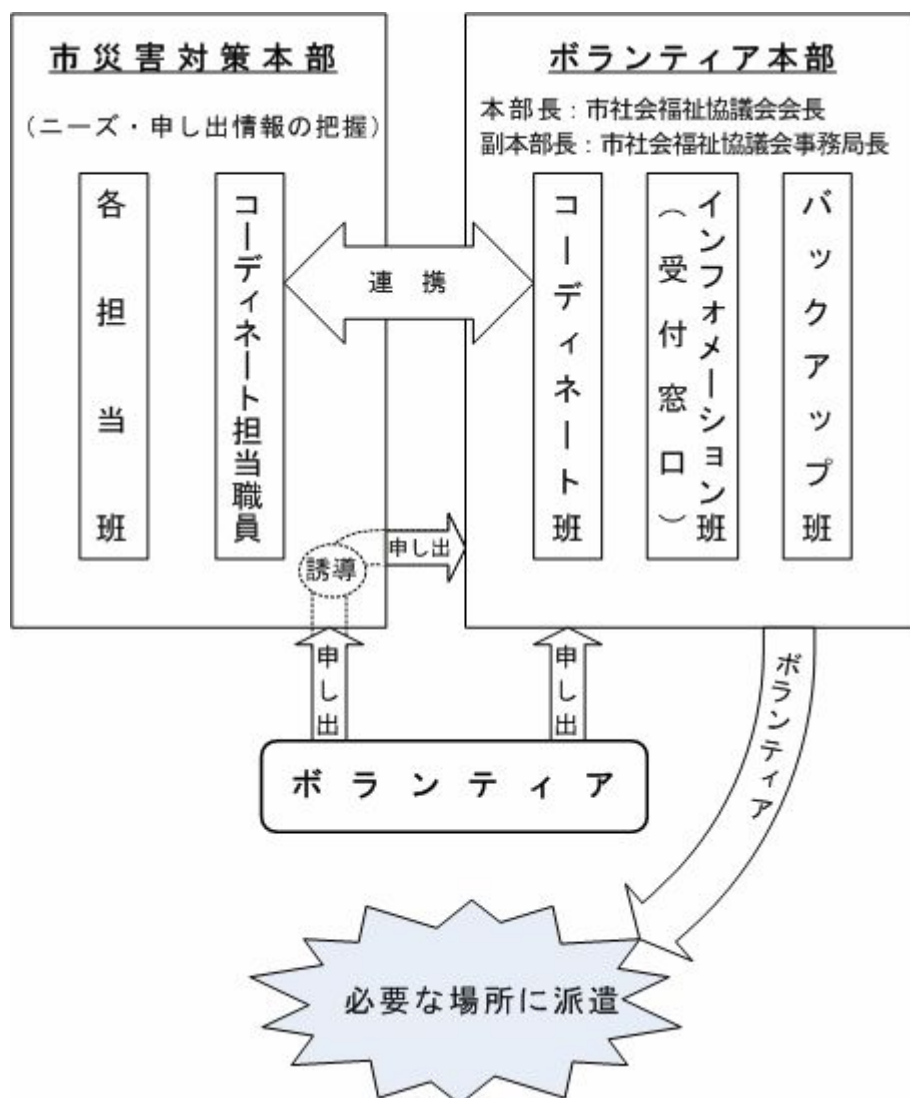 市災害対策本部
（ニーズ・申し出情報の把握）
各担当班
コーディネート担当職員
連携
ボランティア本部
本部長：市社会福祉協議会会長
副本部長：市社会福祉協議会事務局長
コーディネート班
インフォメーション班
（受付窓口）
バックアップ班
誘導
申し出
申し出
申し出
ボランティア
ボランティア
必要な場所に派遣